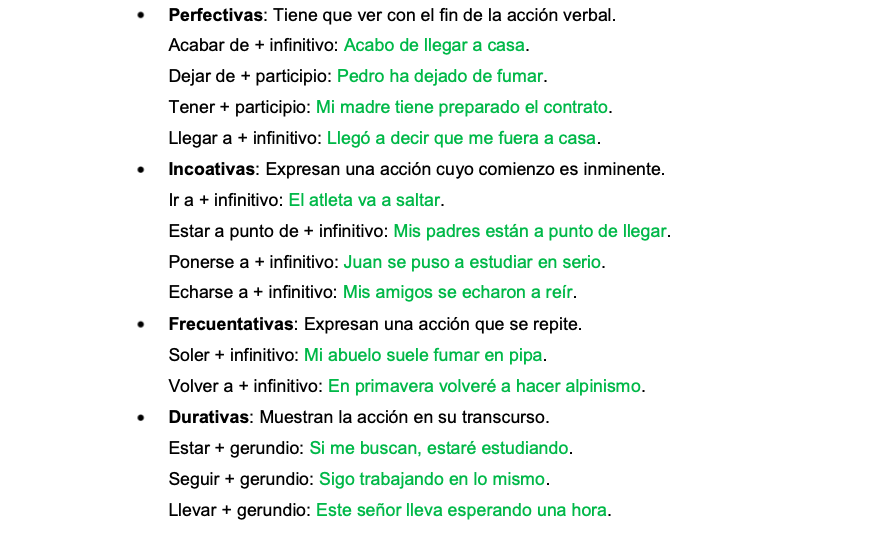 • Perfectivas: Tiene que ver con el fin de la acción verbal.
Acabar de + infinitivo: Acabo de llegar a casa.
Dejar de + participio: Pedro ha dejado de fumar.
Tener + participio: Mi madre tiene preparado el contrato.
Llegar a + infinitivo: Llegó a decir que me fuera a casa.
• Incoativas: Expresan una acción cuyo comienzo es inminente.
Ir a + infinitivo: El atleta va a saltar.
Estar a punto de + infinitivo: Mis padres están a punto de llegar.
Ponerse a + infinitivo: Juan se puso a estudiar en serio.
Echarse a + infinitivo: Mis amigos se echaron a reír.
• Frecuentativas: Expresan una acción que se repite.
Soler + infinitivo: Mi abuelo suele fumar en pipa.
Volver a + infinitivo: En primavera volveré a hacer alpinismo.
• Durativas: Muestran la acción en su transcurso.
Estar + gerundio: Si me buscan, estaré estudiando.
Seguir + gerundio: Sigo trabajando en lo mismo.
Llevar + gerundio: Este señor lleva esperando una hora.